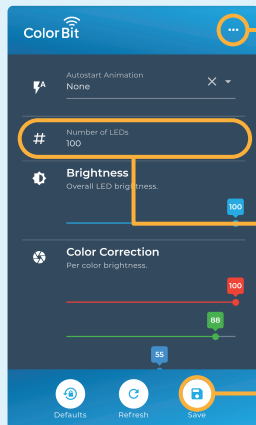 ColorBit
Autostart Animation
None
Number of LEDs
100
Brightness
Overall LED brightness.
100
Color Correction
Per color brightness.
100
88
55
Defaults
Refresh
Save